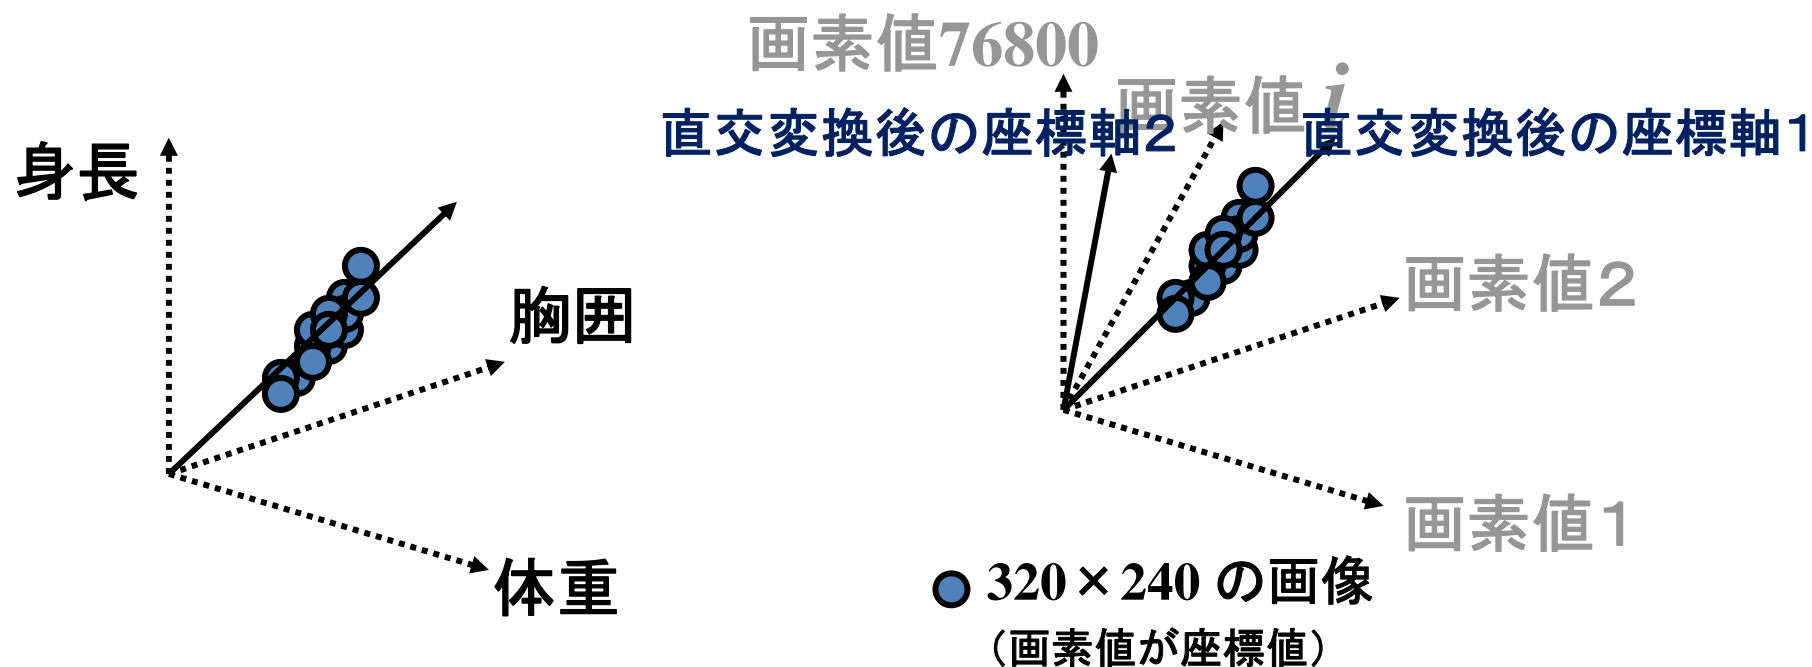 身長
胸囲
体重
画素値76800
画素値i
直交変換後の座標軸２
直交変換後の座標軸１
画素値２
画素値１
320×240 の画像
（画素値が座標値）